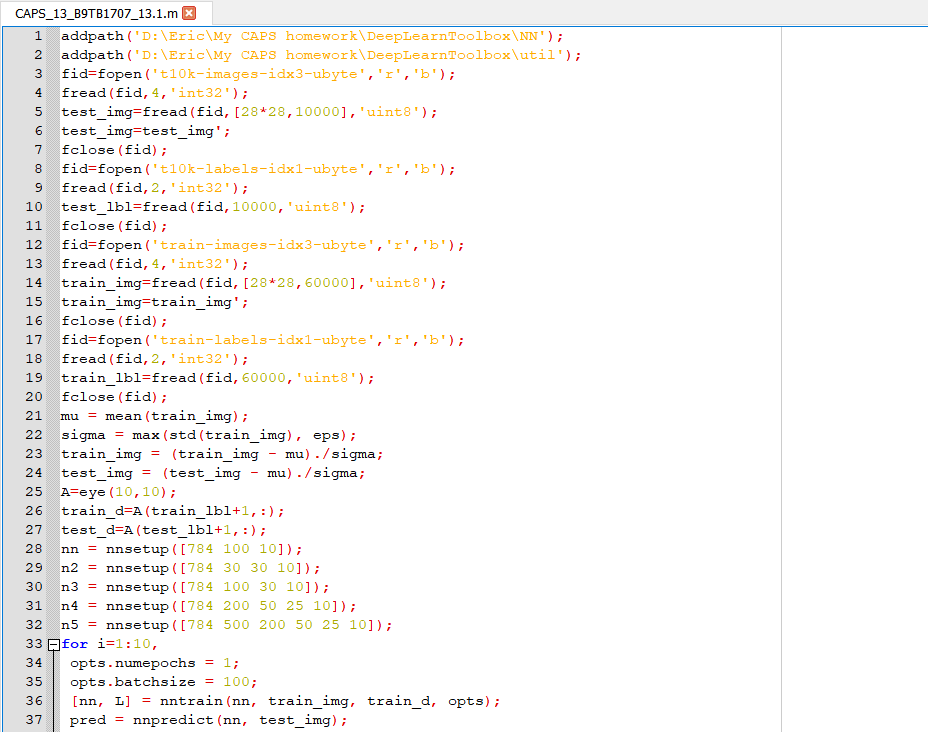 CAPS_13_B9TB1707_13.1.m
1 addpath('D:\Eric\My CAPS homework\DeepLearnToolbox\NN');
2 addpath('D:\Eric\My CAPS homework\DeepLearnToolbox\util');
3 fid=fopen('t10k-images-idx3-ubyte','r','b');
4 fread(fid,4,'int32');
5 test_img=fread(fid,[28*28,10000],'uint8');
6 test_img=test_img';
7 fclose(fid);
8 fid=fopen('t10k-labels-idx1-ubyte','r','b');
9 fread(fid,2,'int32');
10 test_lbl=fread(fid,10000,'uint8');
11 fclose(fid);
12 fid=fopen('train-images-idx3-ubyte','r','b');
13 fread(fid,4,'int32');
14 train_img=fread(fid,[28*28,60000],'uint8');
15 train_img=train_img';
16 fclose(fid);
17 fid=fopen('train-labels-idx1-ubyte','r','b');
18 fread(fid,2,'int32');
19 train_lbl=fread(fid,60000,'uint8');
20 fclose(fid);
21 mu = mean(train_img);
22 sigma = max(std(train_img), eps);
23 train_img = (train_img - mu)./sigma;
24 test_img = (test_img - mu)./sigma;
25 A=eye(10,10);
26 train_d=A(train_lbl+1,:);
27 test_d=A(test_lbl+1,:);
28 nn = nnsetup([784 100 10]);
29 n2 = nnsetup([784 30 30 10]);
30 n3 = nnsetup([784 100 30 10]);
31 n4 = nnsetup([784 200 50 25 10]);
32 n5 = nnsetup([784 500 200 50 25 10]);
33 for i=1:10,
34 opts.numepochs = 1;
35 opts.batchsize = 100;
36 [nn, L] = nntrain(nn, train_img, train_d, opts);
37 pred = nnpredict(nn, test_img);